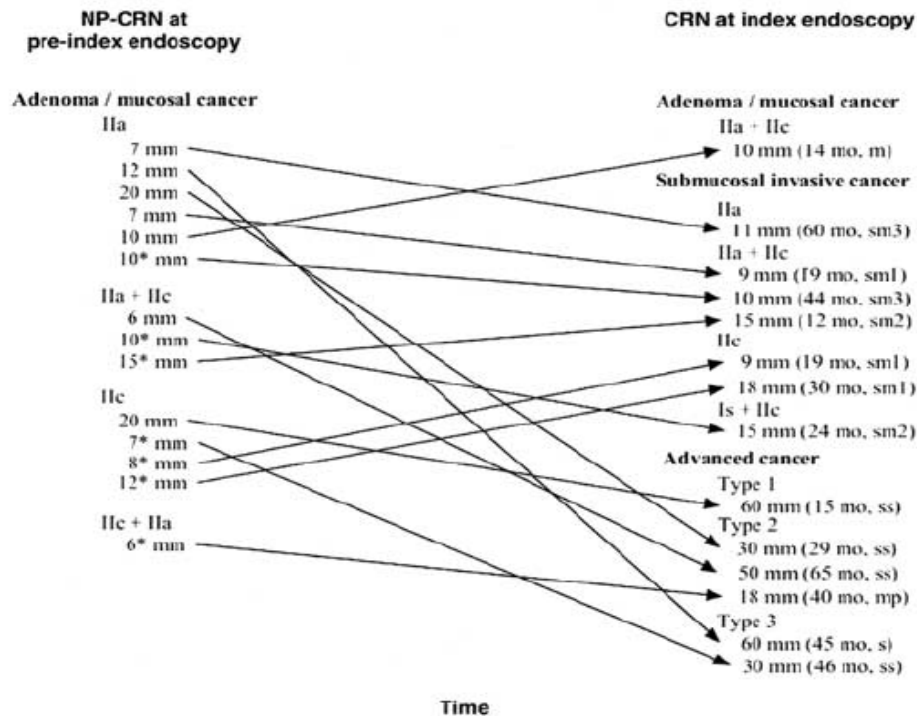 NP-CRN at
pre-index endoscopy
Adenoma / mucosal cancer
IIa
7 mm
12 mm
20 mm
7 mm
10 mm
10* mm
IIa + IIc
6 mm
10* mm
15* mm
IIc
20 mm
7* mm
8* mm
12* mm
IIc + IIa
6* mm
CRN at index endoscopy
Adenoma / mucosal cancer
IIa + IIc
10 mm (14 mo, m)
Submucosal invasive cancer
IIa
11 mm (60 mo, sm3)
IIa + IIc
9 mm (19 mo, sm1)
10 mm (44 mo, sm3)
15 mm (12 mo, sm2)
IIc
9 mm (19 mo, sm1)
18 mm (30 mo, sm1)
Is + IIc
15 mm (24 mo, sm2)
Advanced cancer
Type 1
60 mm (15 mo, ss)
Type 2
30 mm (29 mo, ss)
50 mm (65 mo, ss)
18 mm (40 mo, mp)
Type 3
60 mm (45 mo, s)
30 mm (46 mo, ss)
Time